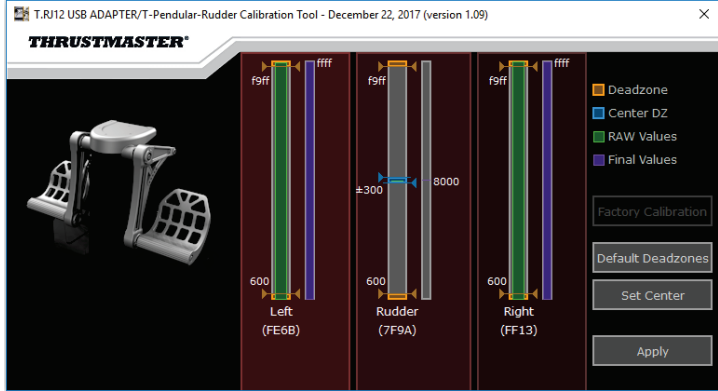 T.RJ12 USB ADAPTER/T-Pendular-Rudder Calibration Tool - December 22, 2017 (version 1.09)
THRUSTMASTER®
ffff
f9ff
600
Left
(FE6B)
f9ff
±300
8000
600
Rudder
(7F9A)
ffff
f9ff
600
Right
(FF13)
Deadzone
Center DZ
RAW Values
Final Values
Factory Calibration
Default Deadzones
Set Center
Apply